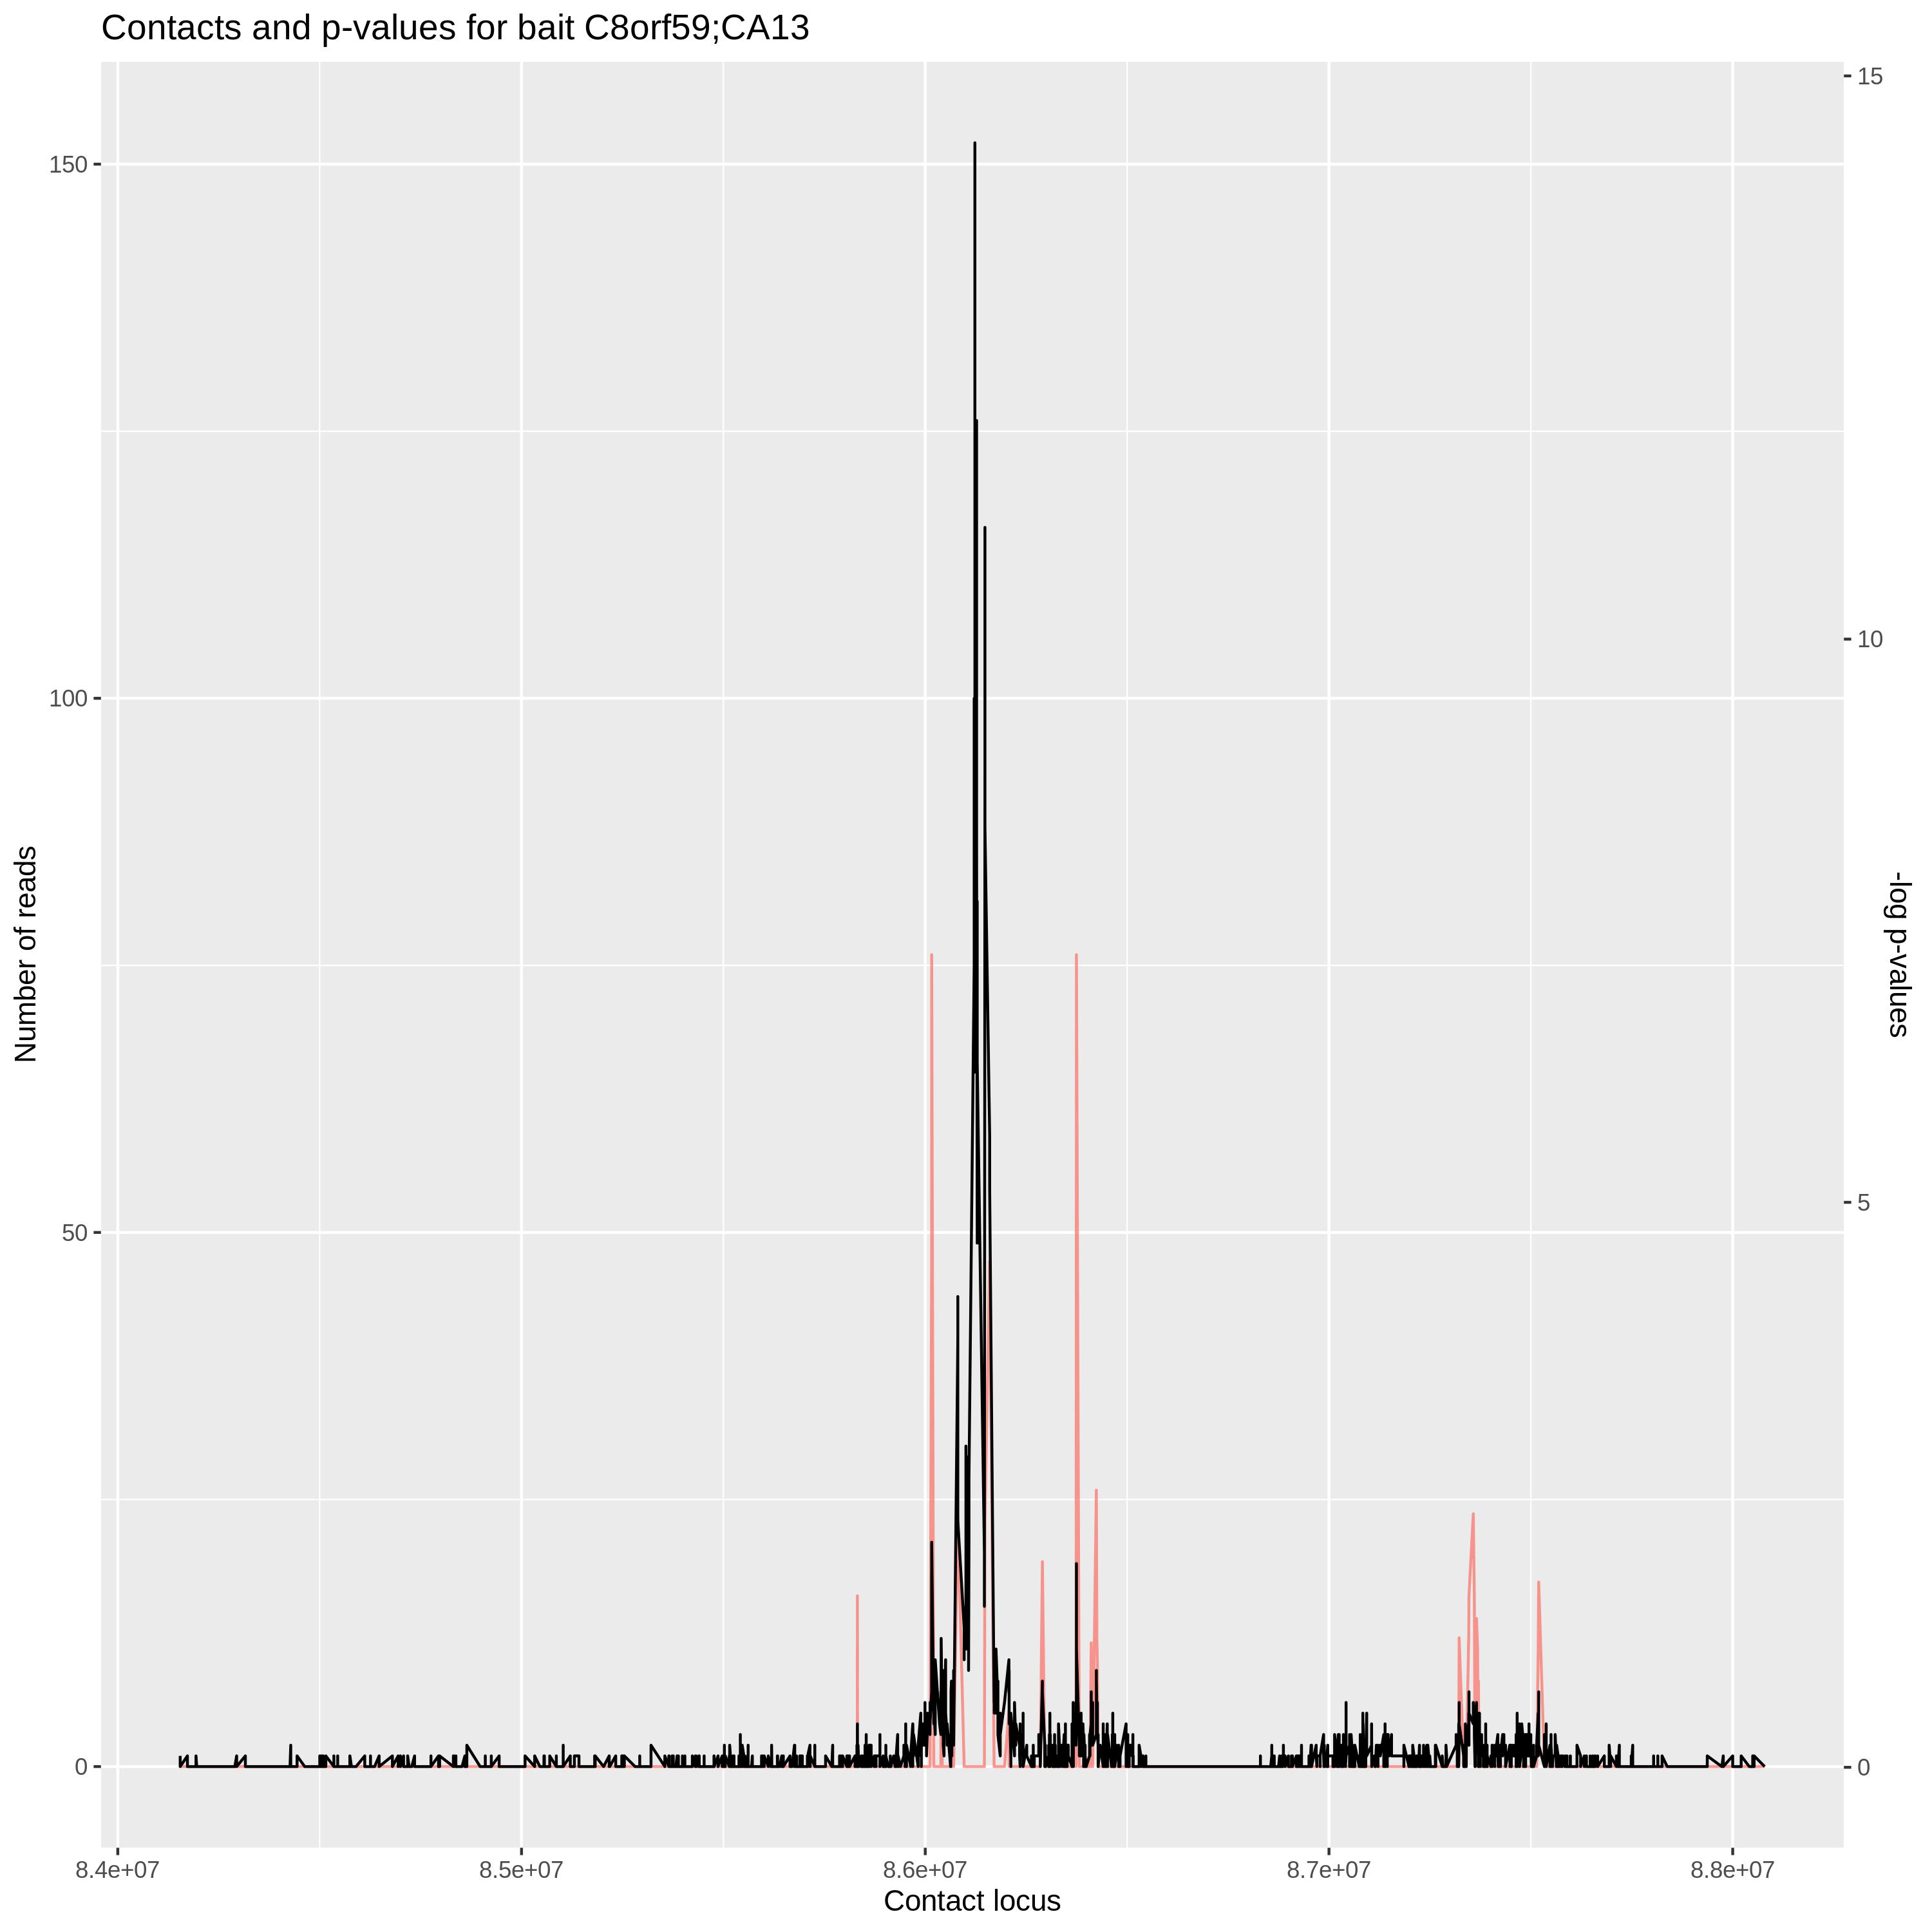 Contacts and p-values for bait C8orf59;CA13
150
100
50
0
Number of reads
15
10
5
0
-log p-values
8.4e+07
8.5e+07
8.6e+07
8.7e+07
8.8e+07
Contact locus